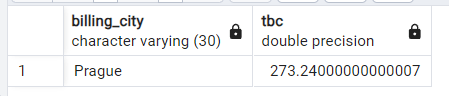 billing_city
character varying (30)
tbc
double precision
1 Prague 273.24000000000007